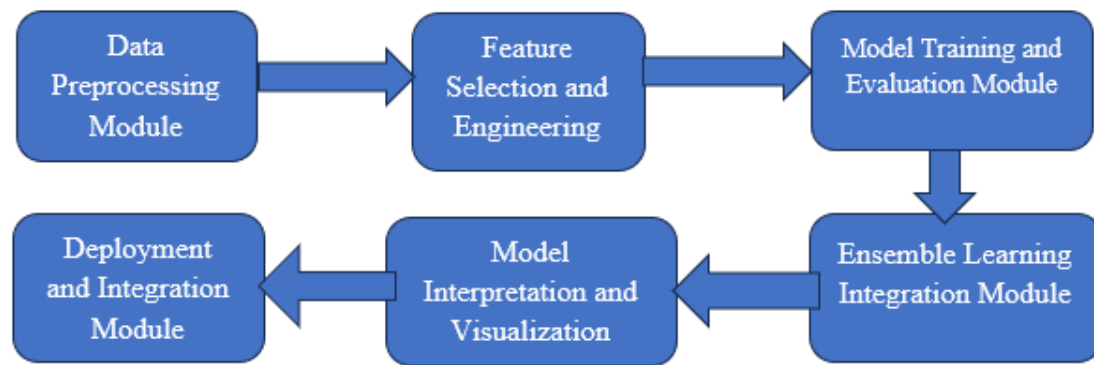 Data
Preprocessing
Module
Feature
Selection and
Engineering
Model Training and
Evaluation Module
Ensemble Learning
Integration Module
Model
Interpretation and
Visualization
Deployment
and Integration
Module